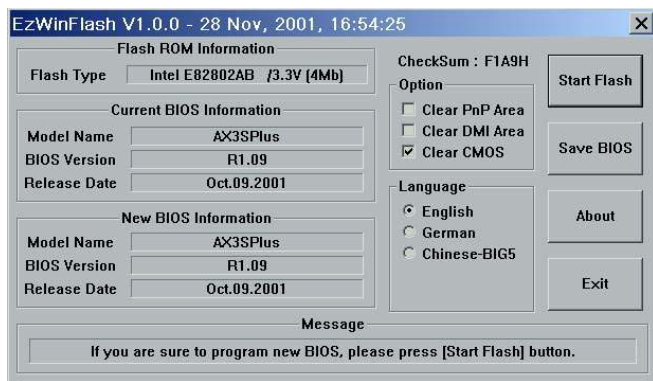 EzWinFlash V1.0.0 - 28 Nov, 2001, 16:54:25
Flash ROM Information
Flash Type Intel E82802AB /3.3V (4Mb)
Current BIOS Information
Model Name AX3SPlus
BIOS Version R1.09
Release Date Oct.09.2001
New BIOS Information
Model Name AX3SPlus
BIOS Version R1.09
Release Date Oct.09.2001
CheckSum : F1A9H
Option
Clear PnP Area
Clear DMI Area
Clear CMOS
Language
English
German
Chinese-BIG5
Start Flash
Save BIOS
About
Exit
Message
If you are sure to program new BIOS, please press [Start Flash] button.